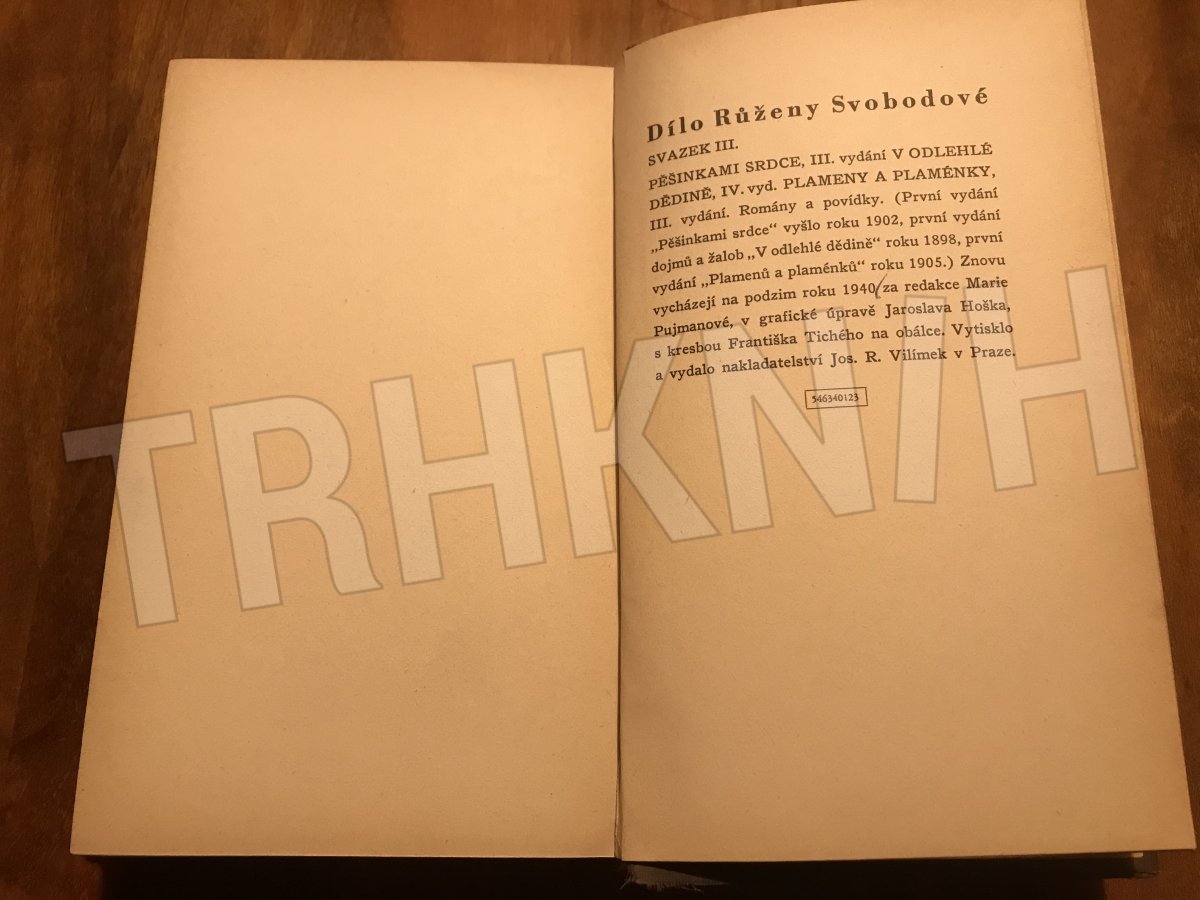 Dílo Růženy Svobodové
SVAZEK III.
PĚŠINKAMI SRDCE, III. vydání V ODLEHLÉ
DĚDINĚ, IV. vyd. PLAMENY A PLAMÉNKY,
III. vydání. Romány a povídky. (První vydání
„Pěšinkami srdce“ vyšlo roku 1902, první vydání
dojmů a žalob „V odlehlé dědině“ roku 1898, první
vydání „Plamenů a plaménků“ roku 1905.) Znovu
vycházejí na podzim roku 1940 za redakce Marie
Pujmanové, v grafické úpravě Jaroslava Hoška,
s kresbou Františka Tichého na obálce. Vytisklo
a vydalo nakladatelství Jos. R. Vilímek v Praze.
546340123
TRHKNIH